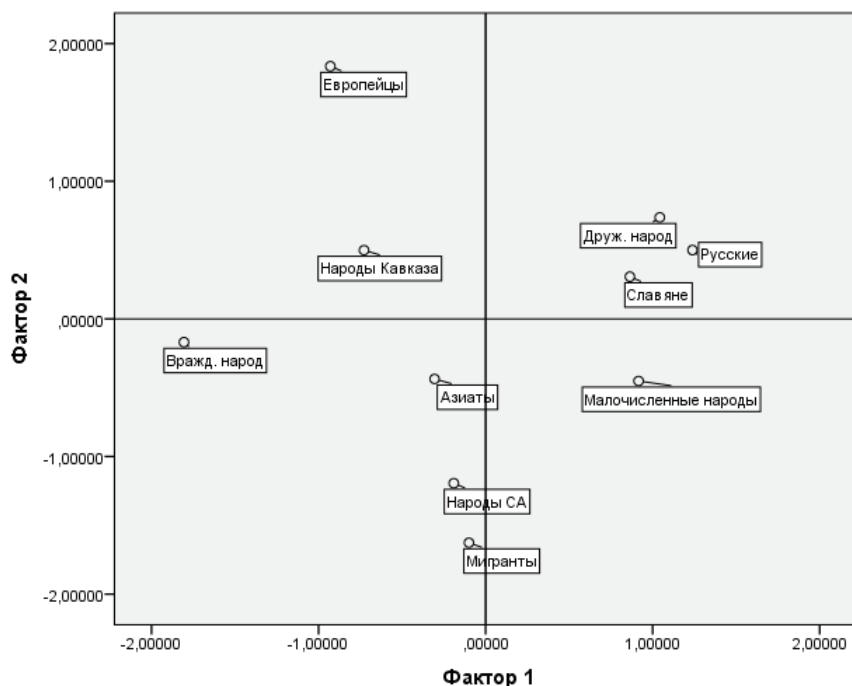 2,00000
Европейцы
1,00000
Друж. народ
Русские
Народы Кавказа
Славяне
,00000
Вражд. народ
Азиаты
Малочисленные народы
-1,00000
Народы СА
Мигранты
-2,00000
Фактор 2
-2,00000 -1,00000 ,00000 1,00000 2,00000
Фактор 1